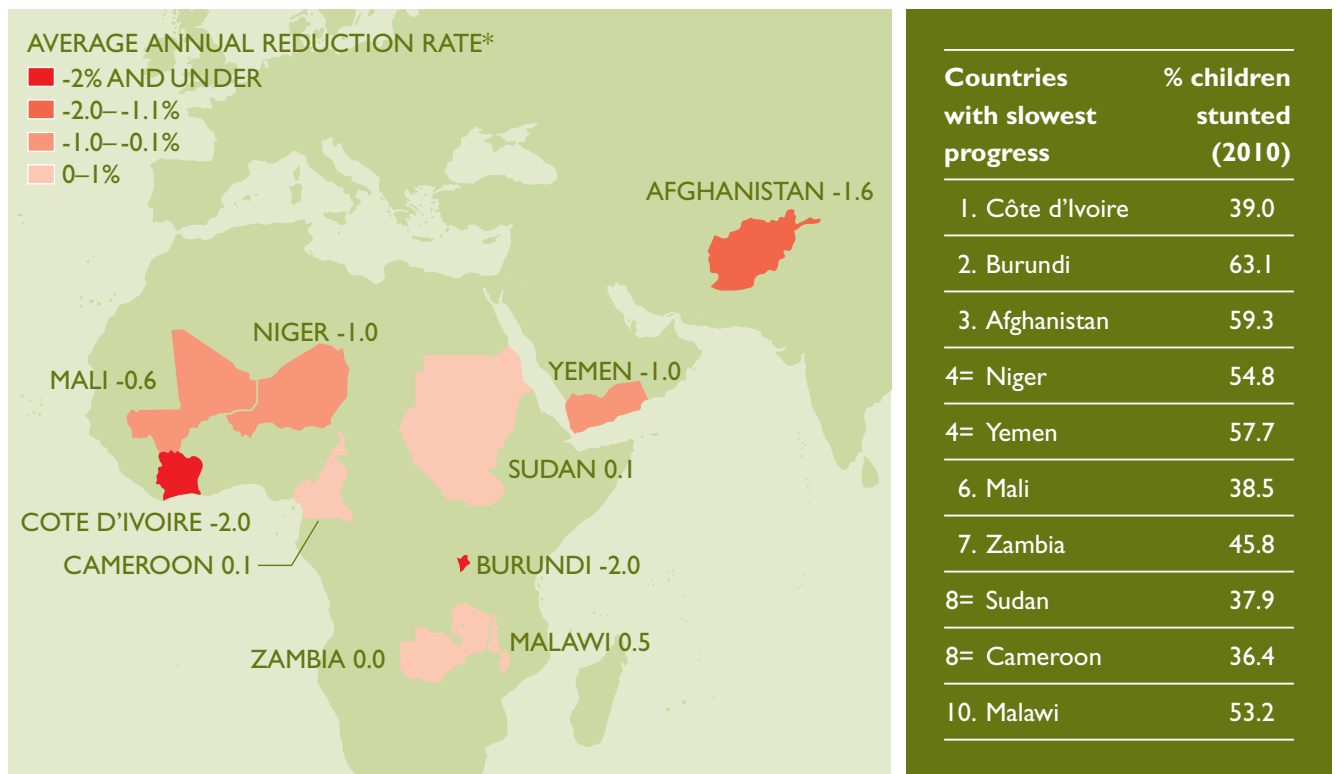 AVERAGE ANNUAL REDUCTION RATE*
-2% AND UNDER
-2.0– -1.1%
-1.0– -0.1%
0–1%
AFGHANISTAN -1.6
NIGER -1.0
MALI -0.6
YEMEN -1.0
SUDAN 0.1
COTE D'IVOIRE -2.0
CAMEROON 0.1
BURUNDI -2.0
MALAWI 0.5
ZAMBIA 0.0
Countries % children
with slowest stunted
progress (2010)
1. Côte d'Ivoire 39.0
2. Burundi 63.1
3. Afghanistan 59.3
4= Niger 54.8
4= Yemen 57.7
6. Mali 38.5
7. Zambia 45.8
8= Sudan 37.9
8= Cameroon 36.4
10. Malawi 53.2